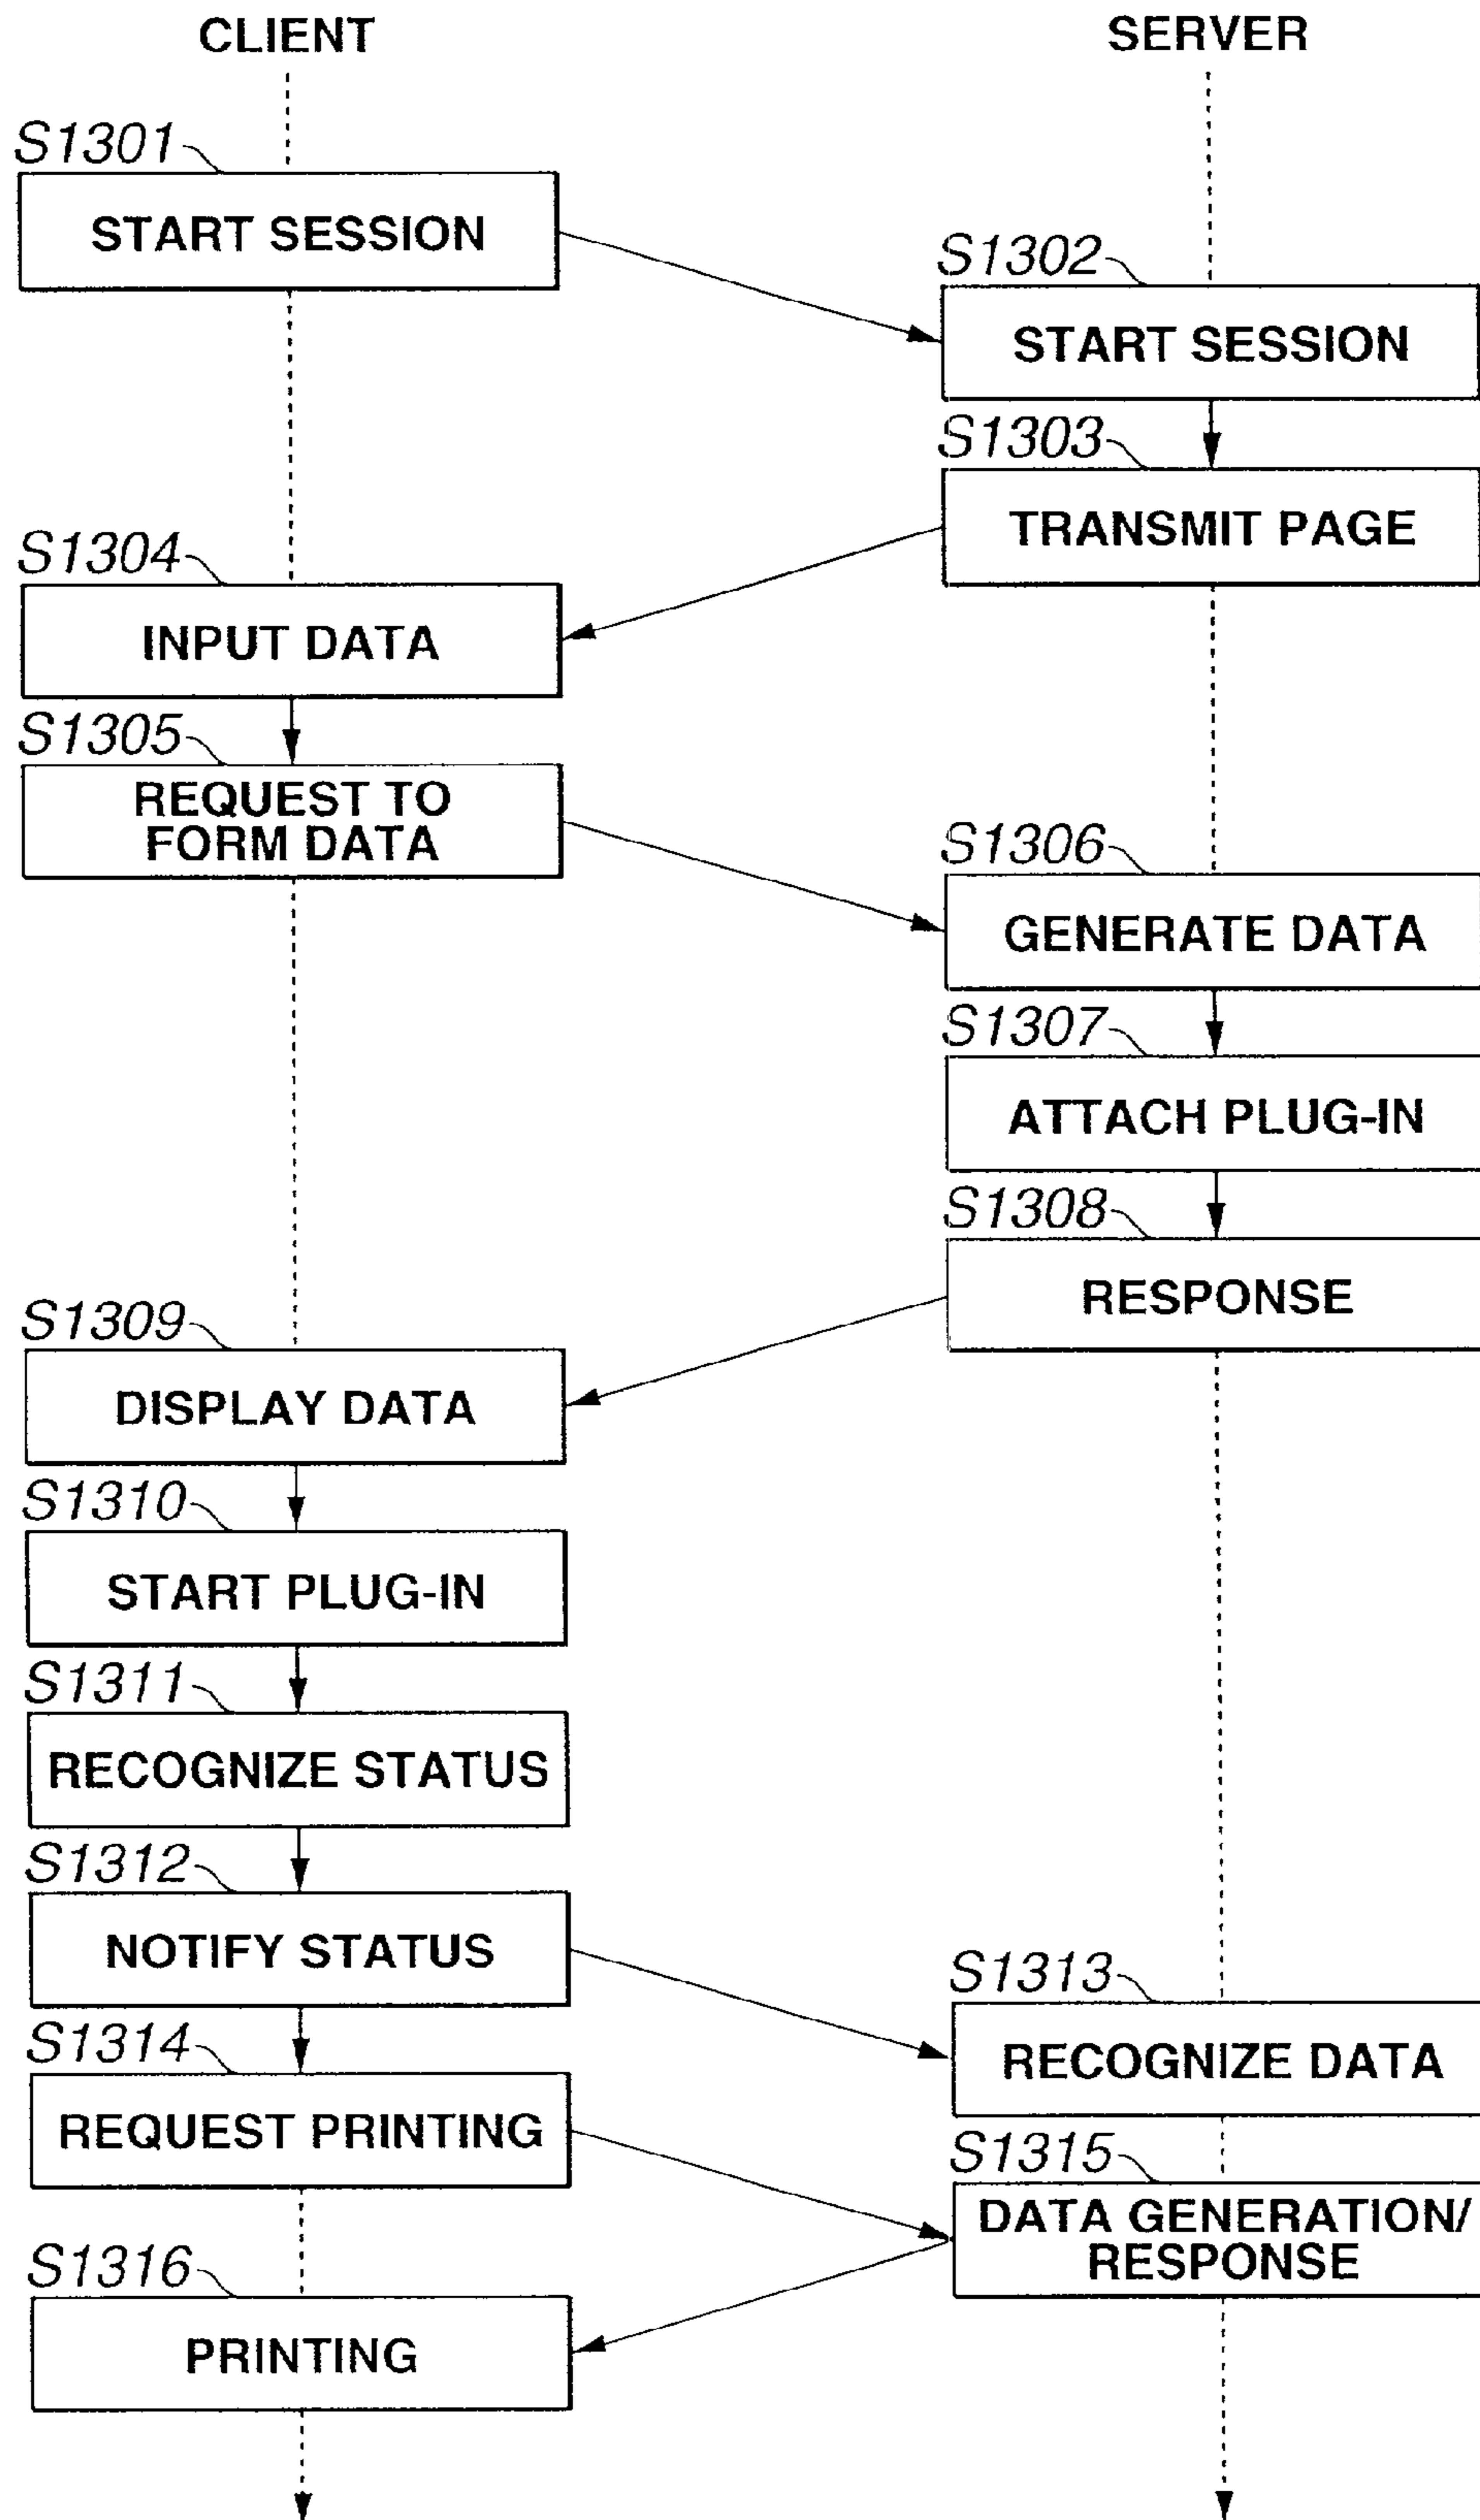 CLIENT
SERVER
S1301
START SESSION
S1302
START SESSION
S1303
TRANSMIT PAGE
S1304
INPUT DATA
S1305
REQUEST TO
FORM DATA
S1306
GENERATE DATA
S1307
ATTACH PLUG-IN
S1308
RESPONSE
S1309
DISPLAY DATA
S1310
START PLUG-IN
S1311
RECOGNIZE STATUS
S1312
NOTIFY STATUS
S1313
RECOGNIZE DATA
S1314
REQUEST PRINTING
S1315
DATA GENERATION/
RESPONSE
S1316
PRINTING